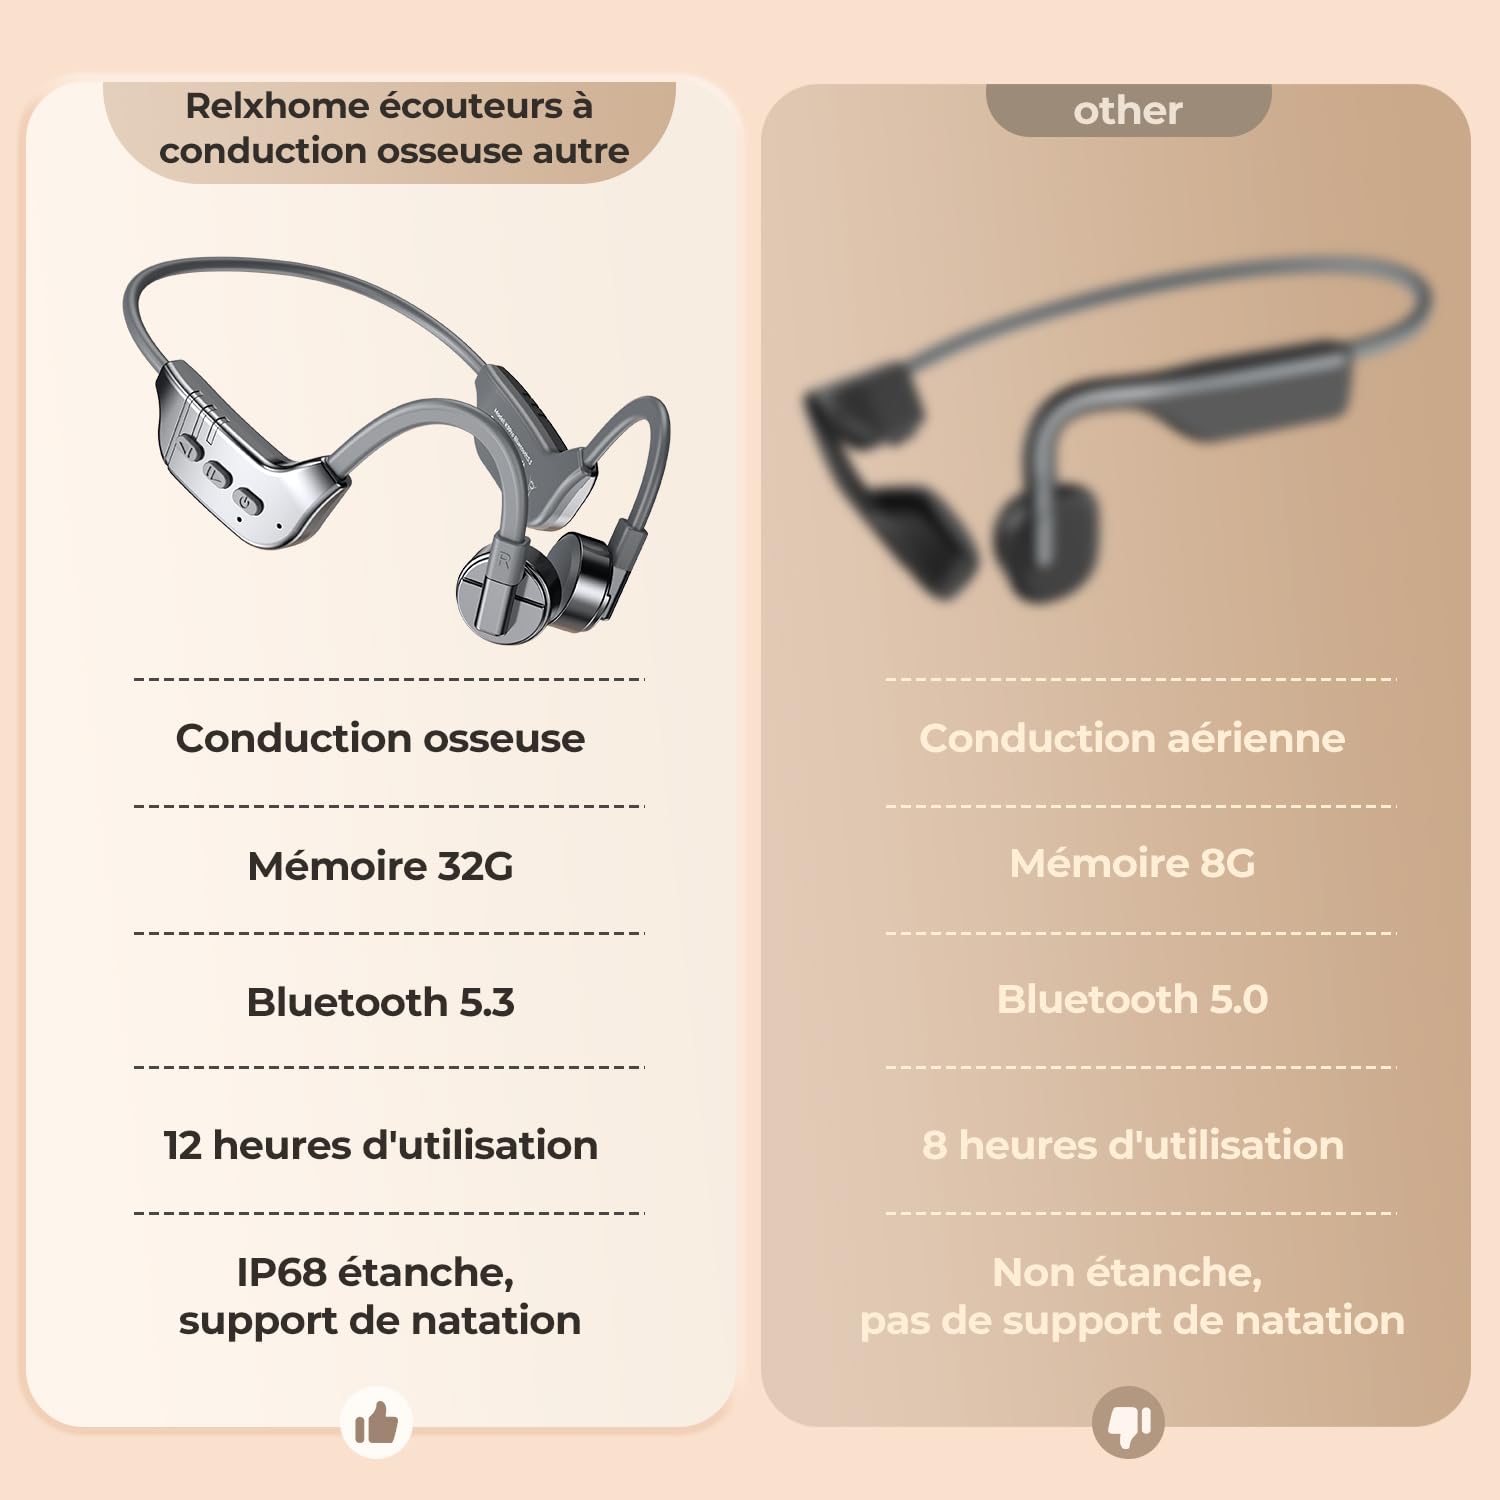 Relxhome écouteurs à
conduction osseuse autre
other
R
Conduction osseuse
Conduction aérienne
Mémoire 32G
Mémoire 8G
Bluetooth 5.3
Bluetooth 5.0
12 heures d'utilisation
8 heures d'utilisation
IP68 étanche,
support de natation
Non étanche,
pas de support de natation